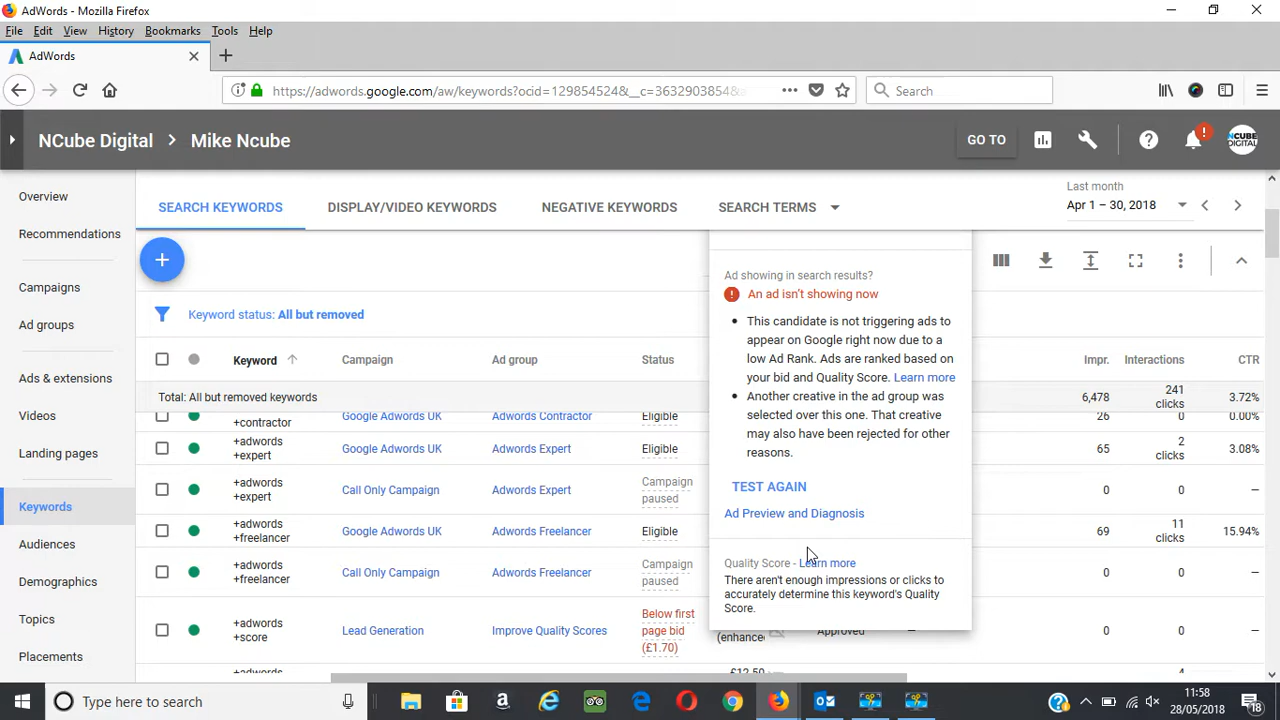 AdWords - Mozilla Firefox
File Edit View History Bookmarks Tools Help
AdWords
https://adwords.google.com/aw/keywords?ocid=1298545247&__c=3632903854&
Search
NCube Digital > Mike Ncube
GO TO
NCUBE
DIGITAL
Overview
Recommendations
Campaigns
Ad groups
Ads & extensions
Videos
Landing pages
Keywords
Audiences
Demographics
Topics
Placements
SEARCH KEYWORDS
DISPLAY/VIDEO KEYWORDS
NEGATIVE KEYWORDS
SEARCH TERMS
Last month
Apr 1 – 30, 2018
Keyword status: All but removed
Keyword Campaign Ad group Status Impr. Interactions CTR
Total: All but removed keywords 6,478 241 clicks 3.72%
+contractor Google Adwords UK Adwords Contractor Eligible 26 0 0.00%
+adwords +expert Google Adwords UK Adwords Expert Eligible 65 2 clicks 3.08%
+adwords +expert Call Only Campaign Adwords Expert Campaign paused 0 0 –
+adwords +freelancer Google Adwords UK Adwords Freelancer Eligible 69 11 clicks 15.94%
+adwords +freelancer Call Only Campaign Adwords Freelancer Campaign paused 0 0 –
+adwords +score Lead Generation Improve Quality Scores Below first page bid (£1.70) (enhanced Approved – 0 0 –
+adwords £12.50 4
Ad showing in search results?
An ad isn't showing now
• This candidate is not triggering ads to
appear on Google right now due to a
low Ad Rank. Ads are ranked based on
your bid and Quality Score. Learn more
• Another creative in the ad group was
selected over this one. That creative
may also have been rejected for other
reasons.
TEST AGAIN
Ad Preview and Diagnosis
Quality Score - Learn more
There aren't enough impressions or clicks to
accurately determine this keyword's Quality
Score.
Type here to search
11:58
28/05/2018
18